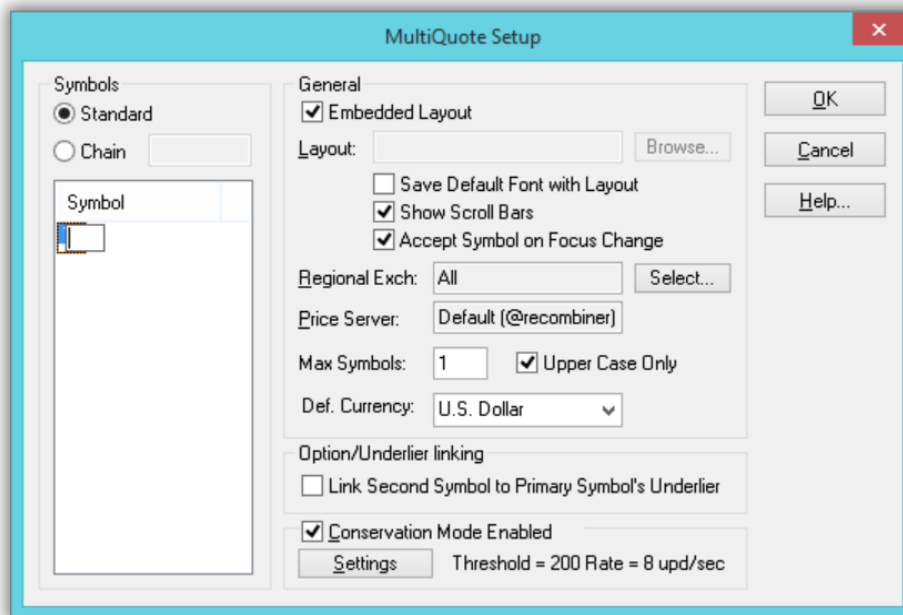 MultiQuote Setup
Symbols
Standard
Chain
Symbol
General
Embedded Layout
Layout:
Browse...
Save Default Font with Layout
Show Scroll Bars
Accept Symbol on Focus Change
Regional Exch: All Select...
Price Server: Default (@recombiner)
Max Symbols: 1 Upper Case Only
Def. Currency: U.S. Dollar
Option/Underlier linking
Link Second Symbol to Primary Symbol's Underlier
Conservation Mode Enabled
Settings Threshold = 200 Rate = 8 upd/sec
OK
Cancel
Help...